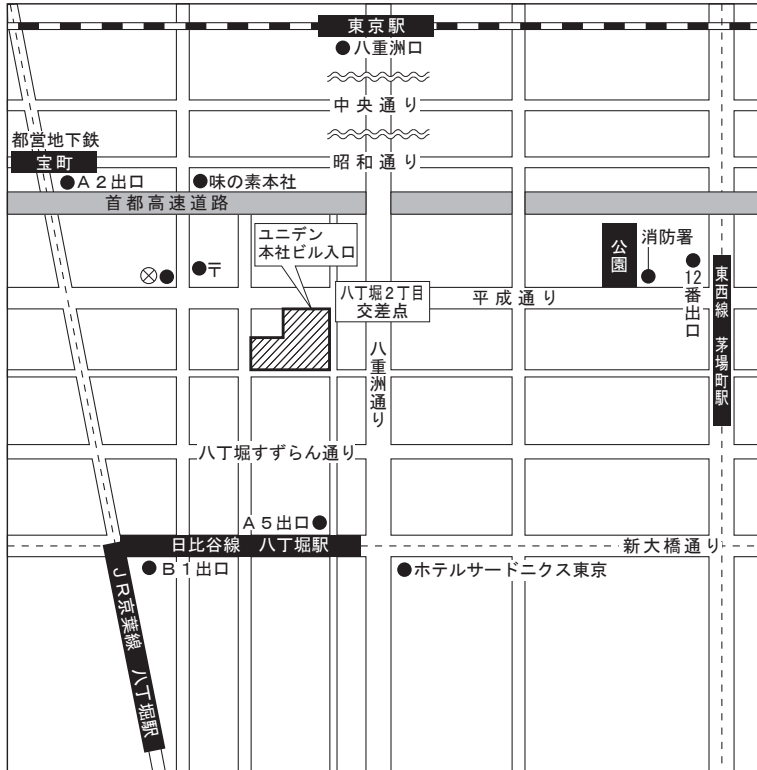 東京駅
八重洲口
中央通り
都営地下鉄
宝町
昭和通り
A2出口
味の素本社
首都高速道路
ユニデン
本社ビル入口
公園
消防署
〒
12番出口
東西線 茅場町駅
八丁堀2丁目
交差点
平成通り
八重洲通り
八丁堀すずらん通り
A5出口
日比谷線 八丁堀駅
新大橋通り
B1出口
ホテルサードニクス東京
JR京葉線 八丁堀駅